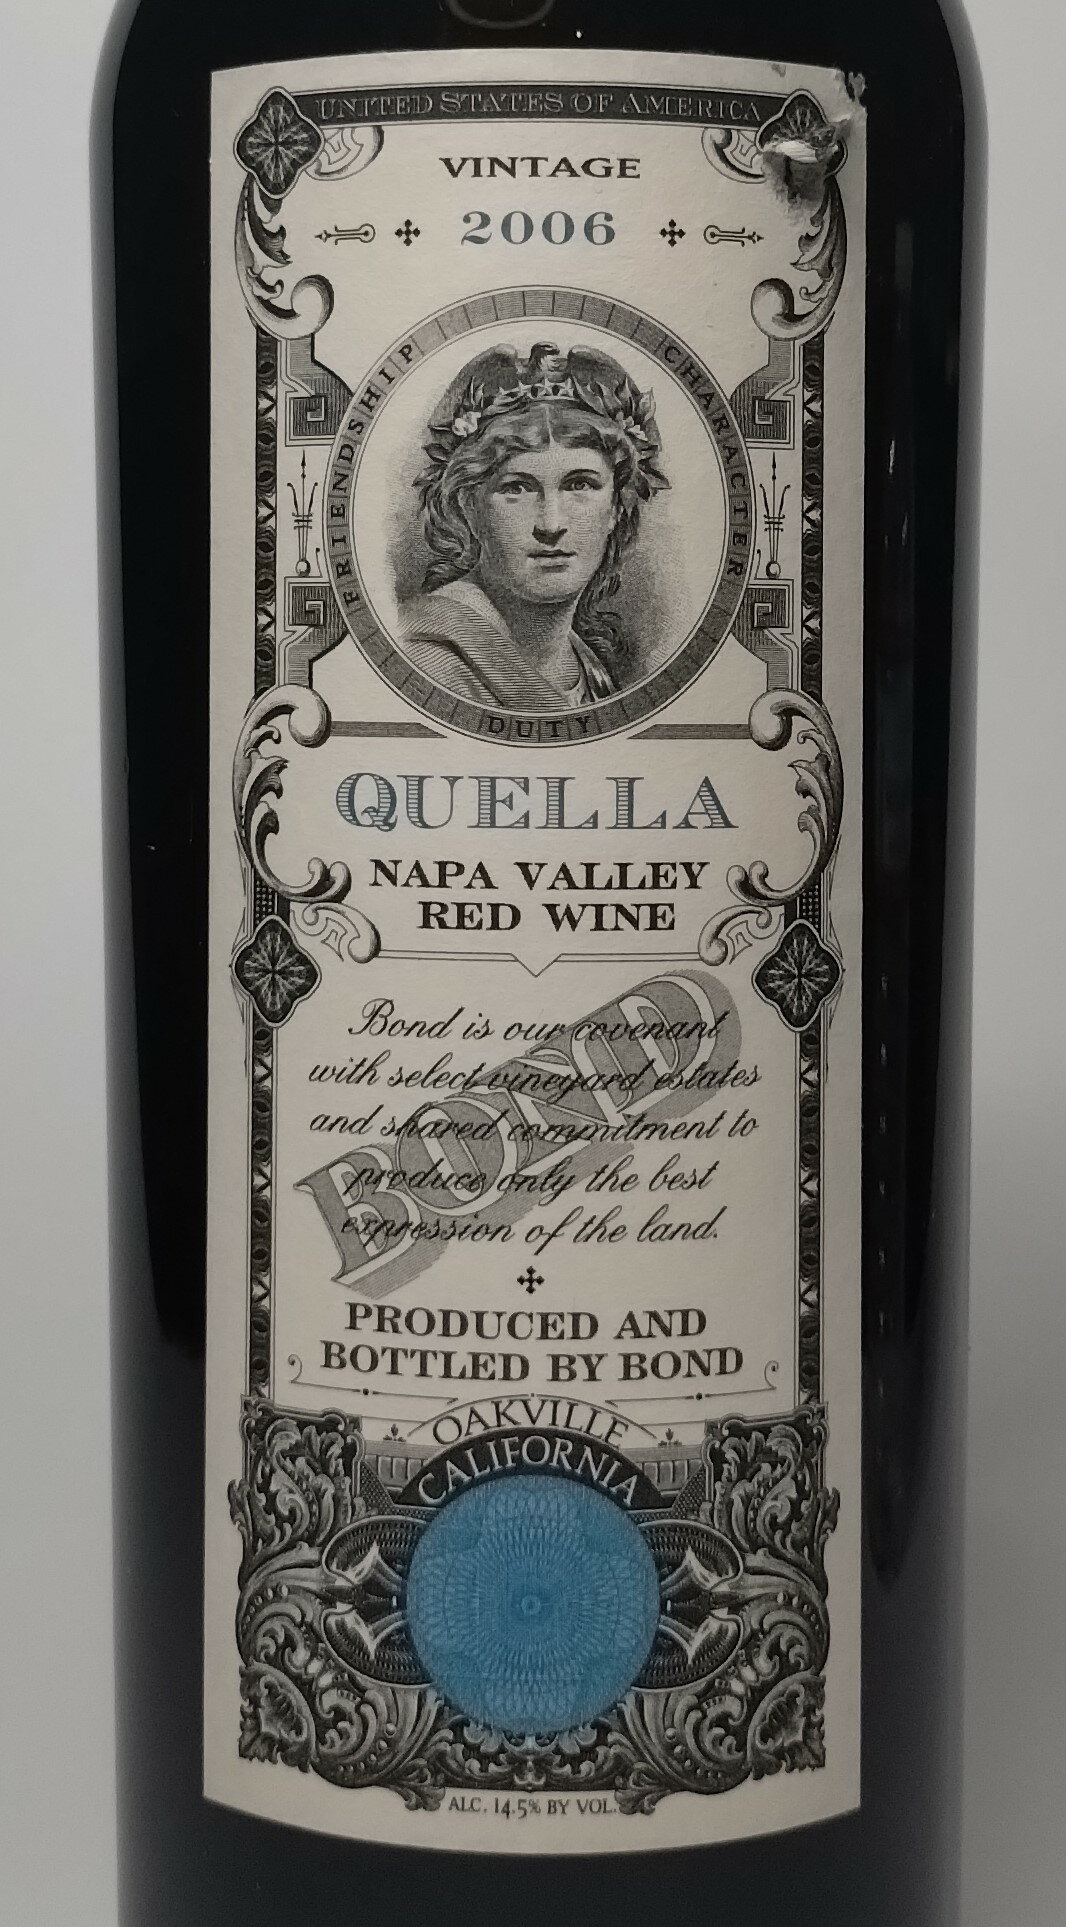 UNITED STATES OF AMERICA
VINTAGE
2006
FRIENDSHIP
CHARACTER
DUTY
QUELLA
NAPA VALLEY
RED WINE
BOND
Bond is our covenant
with select vineyard estates
and shared commitment to
produce only the best
expression of the land.
PRODUCED AND
BOTTLED BY BOND
OAKVILLE
CALIFORNIA
ALC. 14.5% BY VOL.